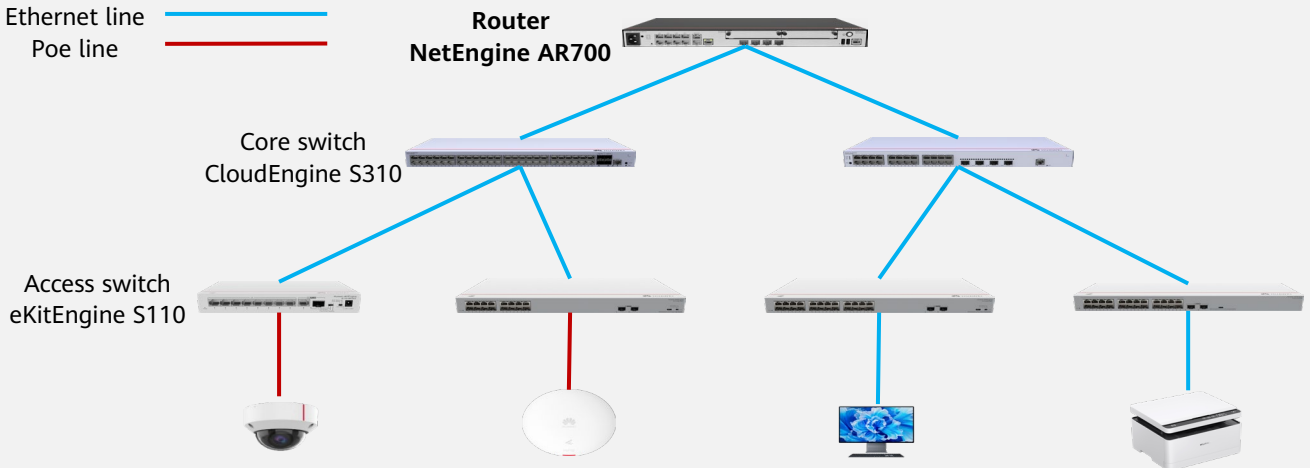 Ethernet line
Poe line
Router
NetEngine AR700
Core switch
CloudEngine S310
Access switch
eKitEngine S110